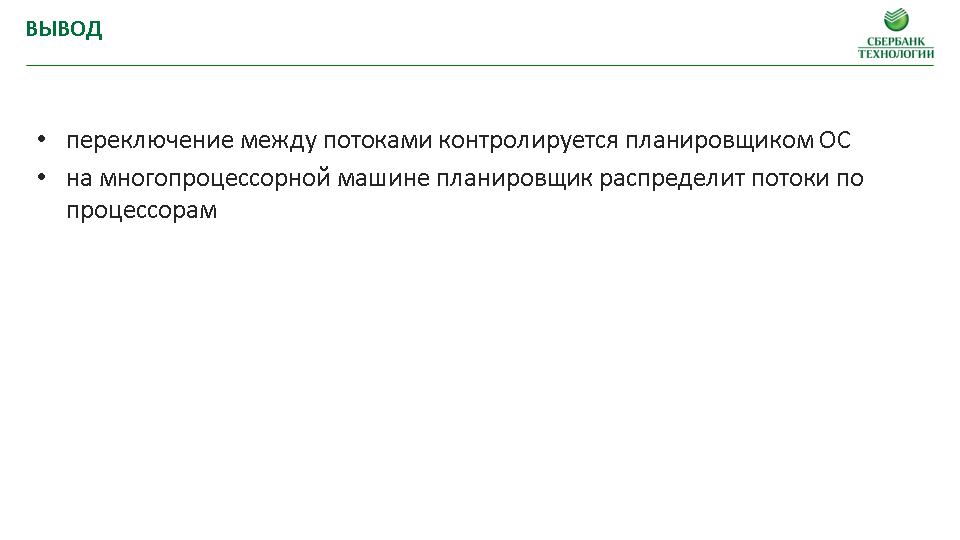 ВЫВОД
СБЕРБАНК
ТЕХНОЛОГИИ
• переключение между потоками контролируется планировщиком ОС
• на многопроцессорной машине планировщик распределит потоки по
процессорам